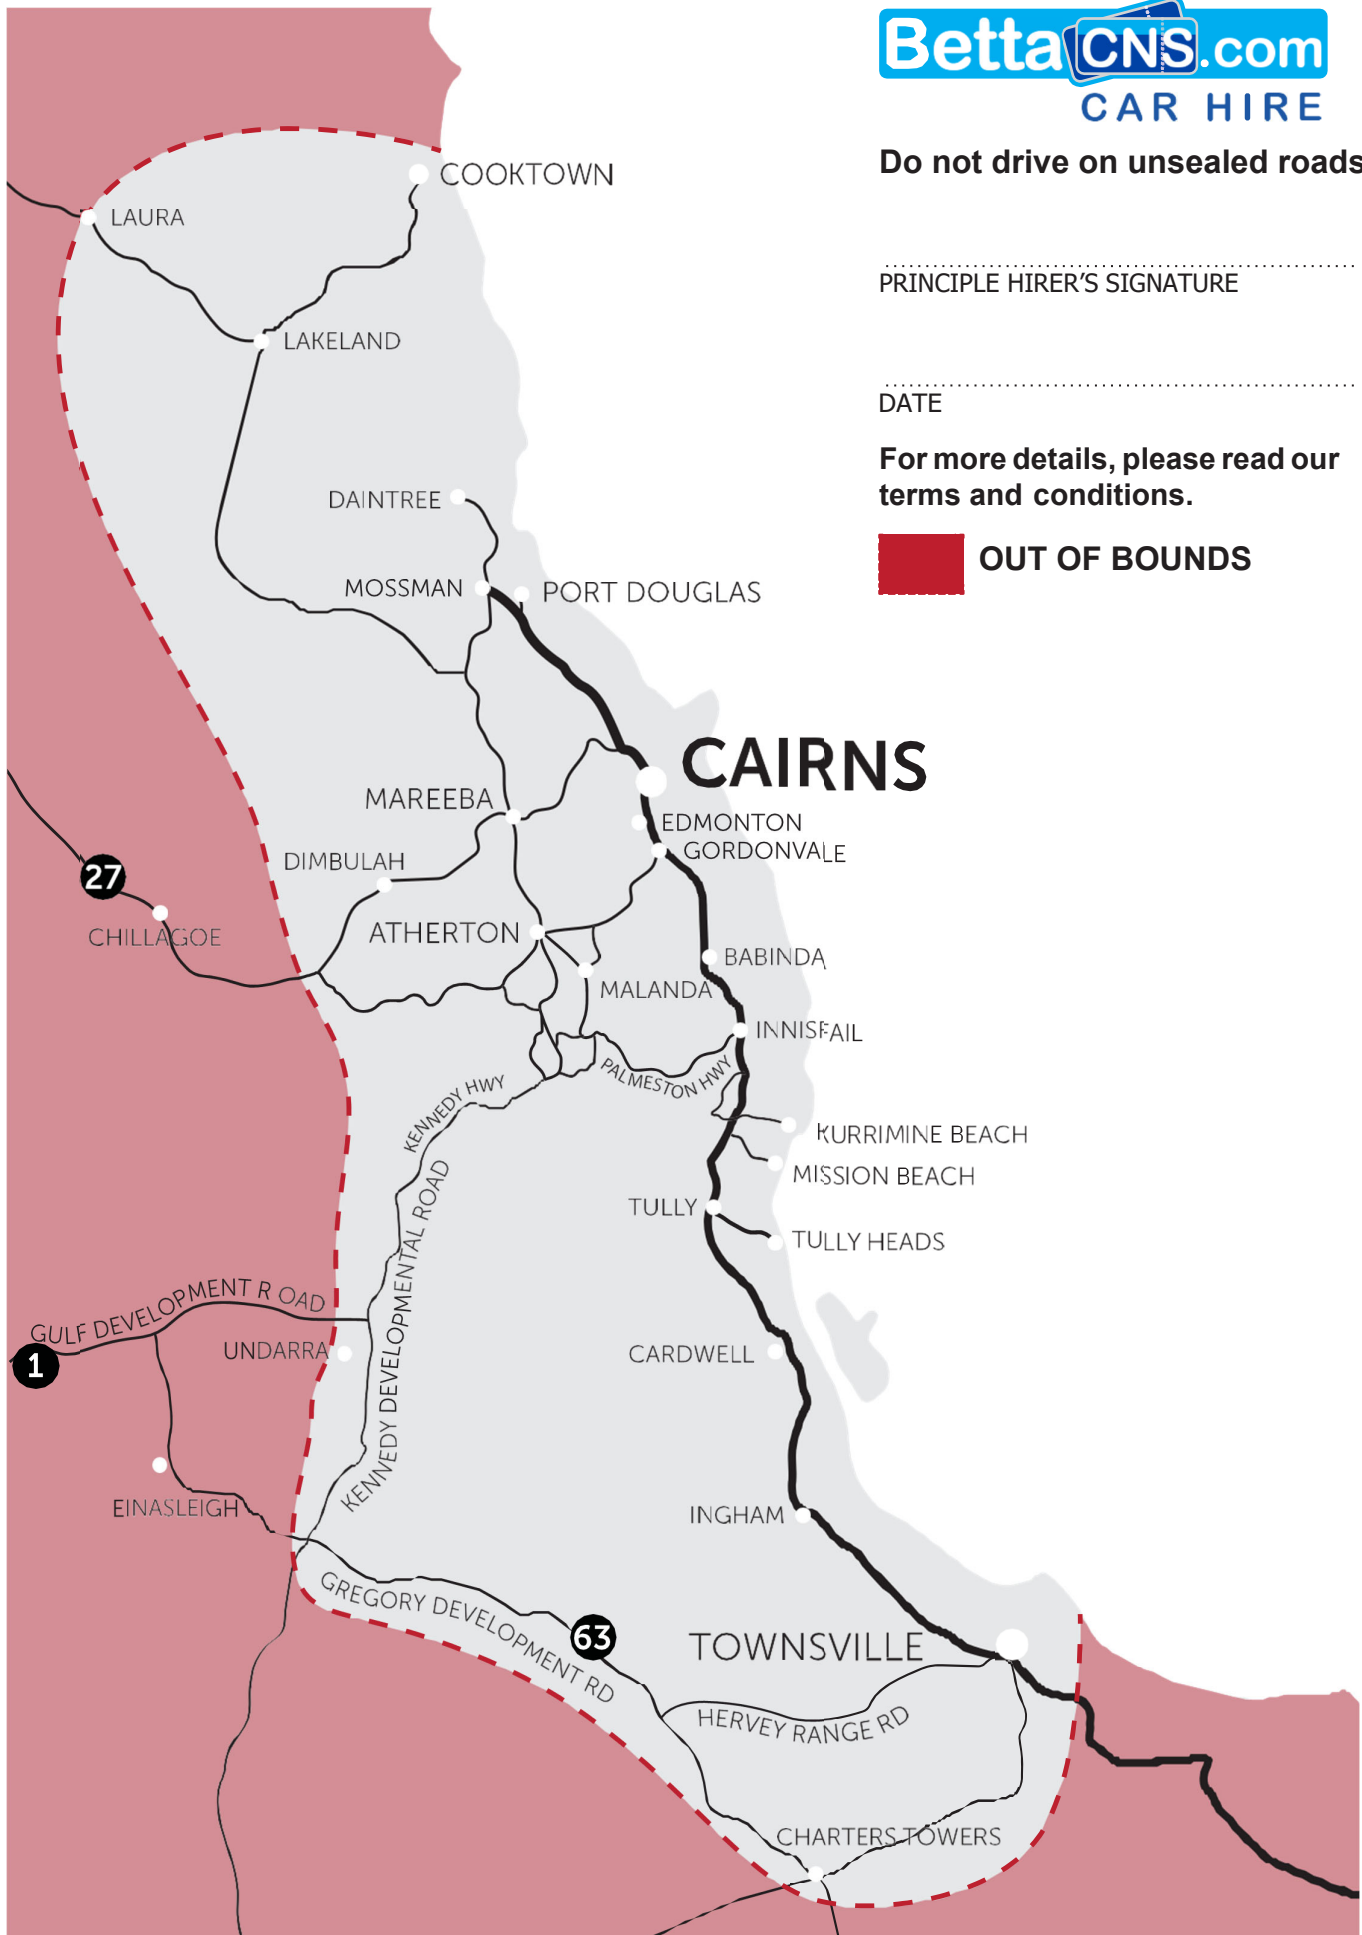 BettaCNS.com
CAR HIRE
Do not drive on unsealed roads
PRINCIPLE HIRER'S SIGNATURE
DATE
For more details, please read our
terms and conditions.
OUT OF BOUNDS
COOKTOWN
LAURA
LAKELAND
DAINTREE
MOSSMAN
PORT DOUGLAS
CAIRNS
MAREEBA
EDMONTON
GORDONVALE
DIMBULAH
27
CHILLAGOE
ATHERTON
BABINDA
MALANDA
INNISFAIL
PALMESTON HWY
KENNEDY HWY
KURRIMINE BEACH
MISSION BEACH
TULLY
TULLY HEADS
KENNEDY DEVELOPMENTAL ROAD
GULF DEVELOPMENT R OAD
1
UNDARRA
CARDWELL
EINASLEIGH
INGHAM
GREGORY DEVELOPMENT RD
63
TOWNSVILLE
HERVEY RANGE RD
CHARTERS TOWERS